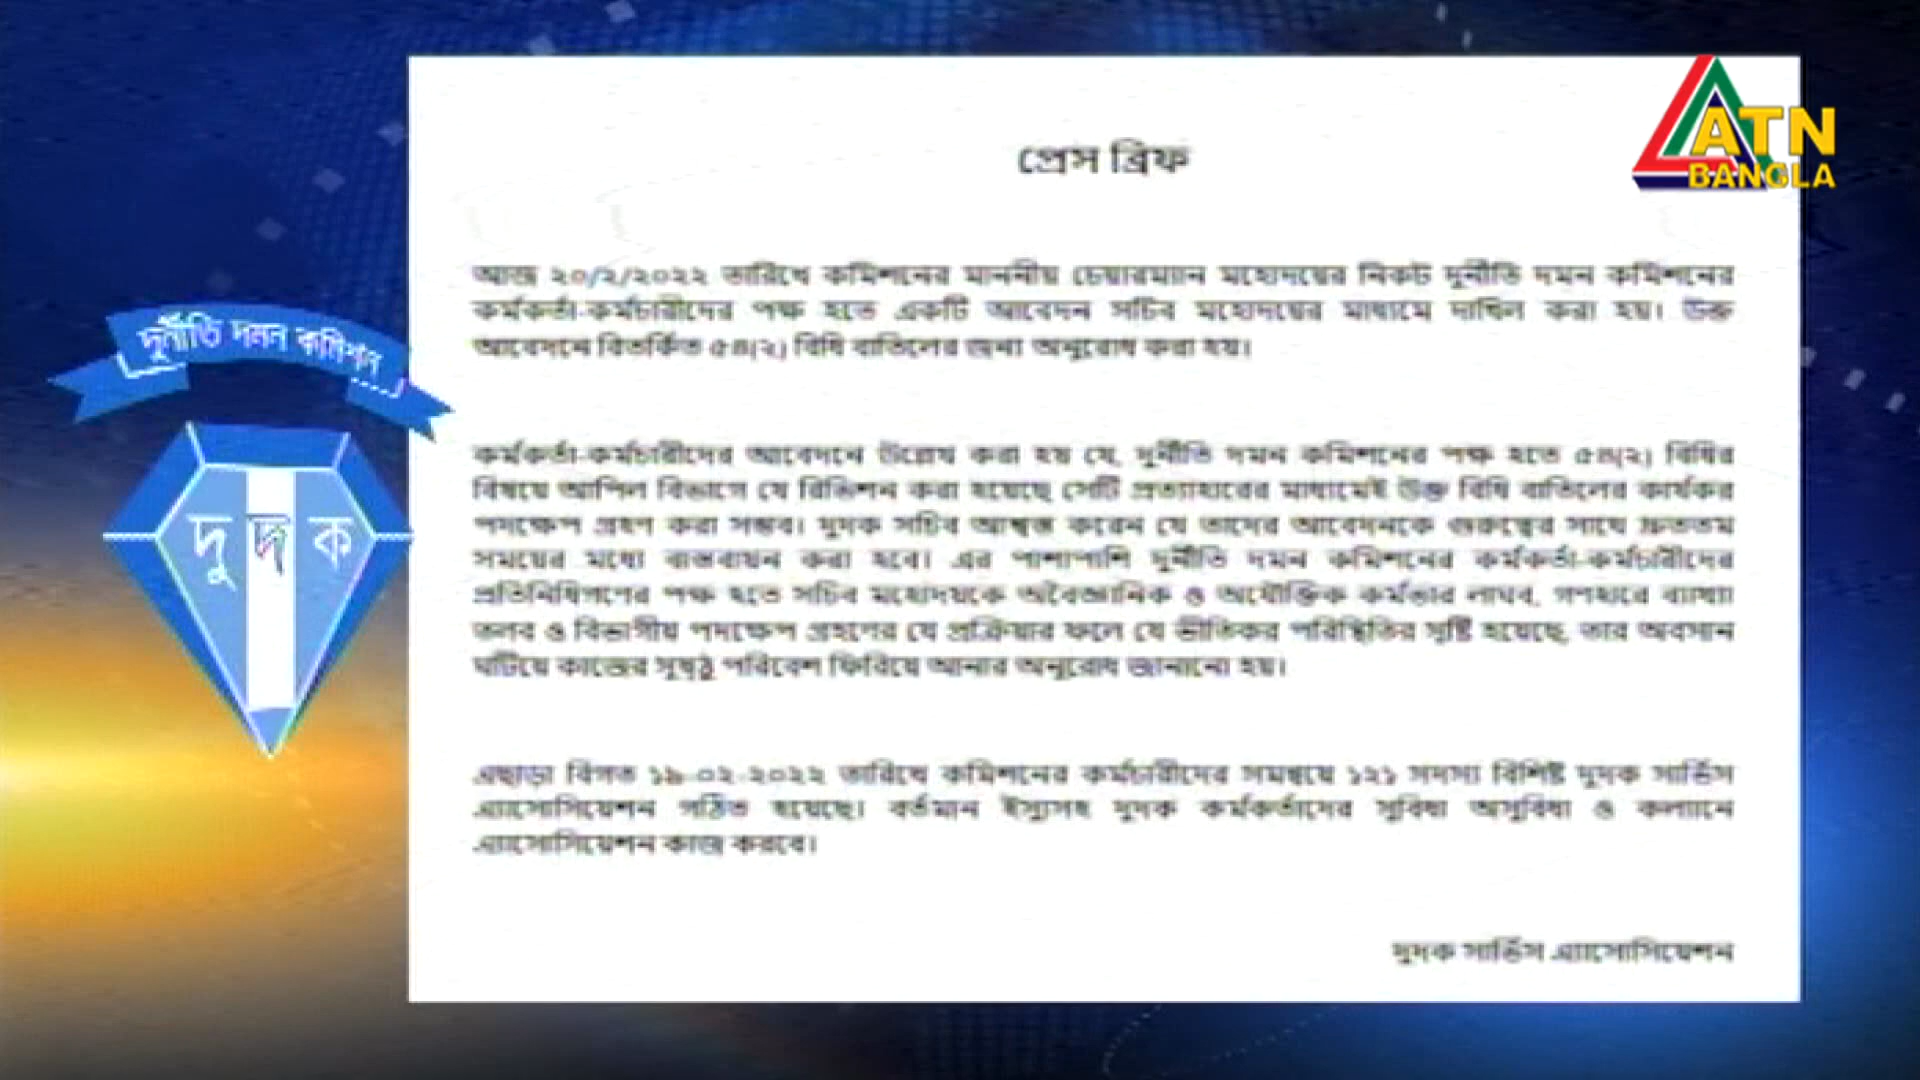 ATN
BANGLA
প্রেস ব্রিফ
আজ ২০/২/২০২২ তারিখে কমিশনের মাননীয় চেয়ারম্যান মহোদয়ের নিকট দুর্নীতি দমন কমিশনের
কর্মকর্তা-কর্মচারীদের পক্ষ হতে একটি আবেদন সচিব মহোদয়ের মাধ্যমে দাখিল করা হয়। উক্ত
আবেদনে বিতর্কিত ৫৪(২) বিধি বাতিলের জন্য অনুরোধ করা হয়।
দুর্নীতি দমন কমিশন
দুদক
কর্মকর্তা-কর্মচারীদের আবেদনে উল্লেখ করা হয় যে, দুর্নীতি দমন কমিশনের পক্ষ হতে ৫৪(২) বিধির
বিষয়ে আপিল বিভাগে যে রিভিশন করা হয়েছে সেটি প্রত্যাহারের মাধ্যমেই উক্ত বিধি বাতিলের কার্যকর
পদক্ষেপ গ্রহণ করা সম্ভব। দুদক সচিব আশ্বস্ত করেন যে তাদের আবেদনকে গুরুত্বের সাথে দ্রুততম
সময়ের মধ্যে বাস্তবায়ন করা হবে। এর পাশাপাশি দুর্নীতি দমন কমিশনের কর্মকর্তা-কর্মচারীদের
প্রতিনিধিগণের পক্ষ হতে সচিব মহোদয়কে অবৈজ্ঞানিক ও অযৌক্তিক কর্মভার লাঘব, গণহারে ব্যাখ্যা
তলব ও বিভাগীয় পদক্ষেপ গ্রহণের যে প্রক্রিয়ার ফলে যে ভীতিকর পরিস্থিতির সৃষ্টি হয়েছে, তার অবসান
ঘটিয়ে কাজের সুষ্ঠু পরিবেশ ফিরিয়ে আনার অনুরোধ জানানো হয়।
এছাড়া বিগত ১৯-০২-২০২২ তারিখে কমিশনের কর্মচারীদের সমন্বয়ে ১২১ সদস্য বিশিষ্ট দুদক সার্ভিস
এ্যাসোসিয়েশন গঠিত হয়েছে। বর্তমান ইস্যুসহ দুদক কর্মকর্তাদের সুবিধা অসুবিধা ও কল্যানে
এ্যাসোসিয়েশন কাজ করবে।
দুদক সার্ভিস এ্যাসোসিয়েশন